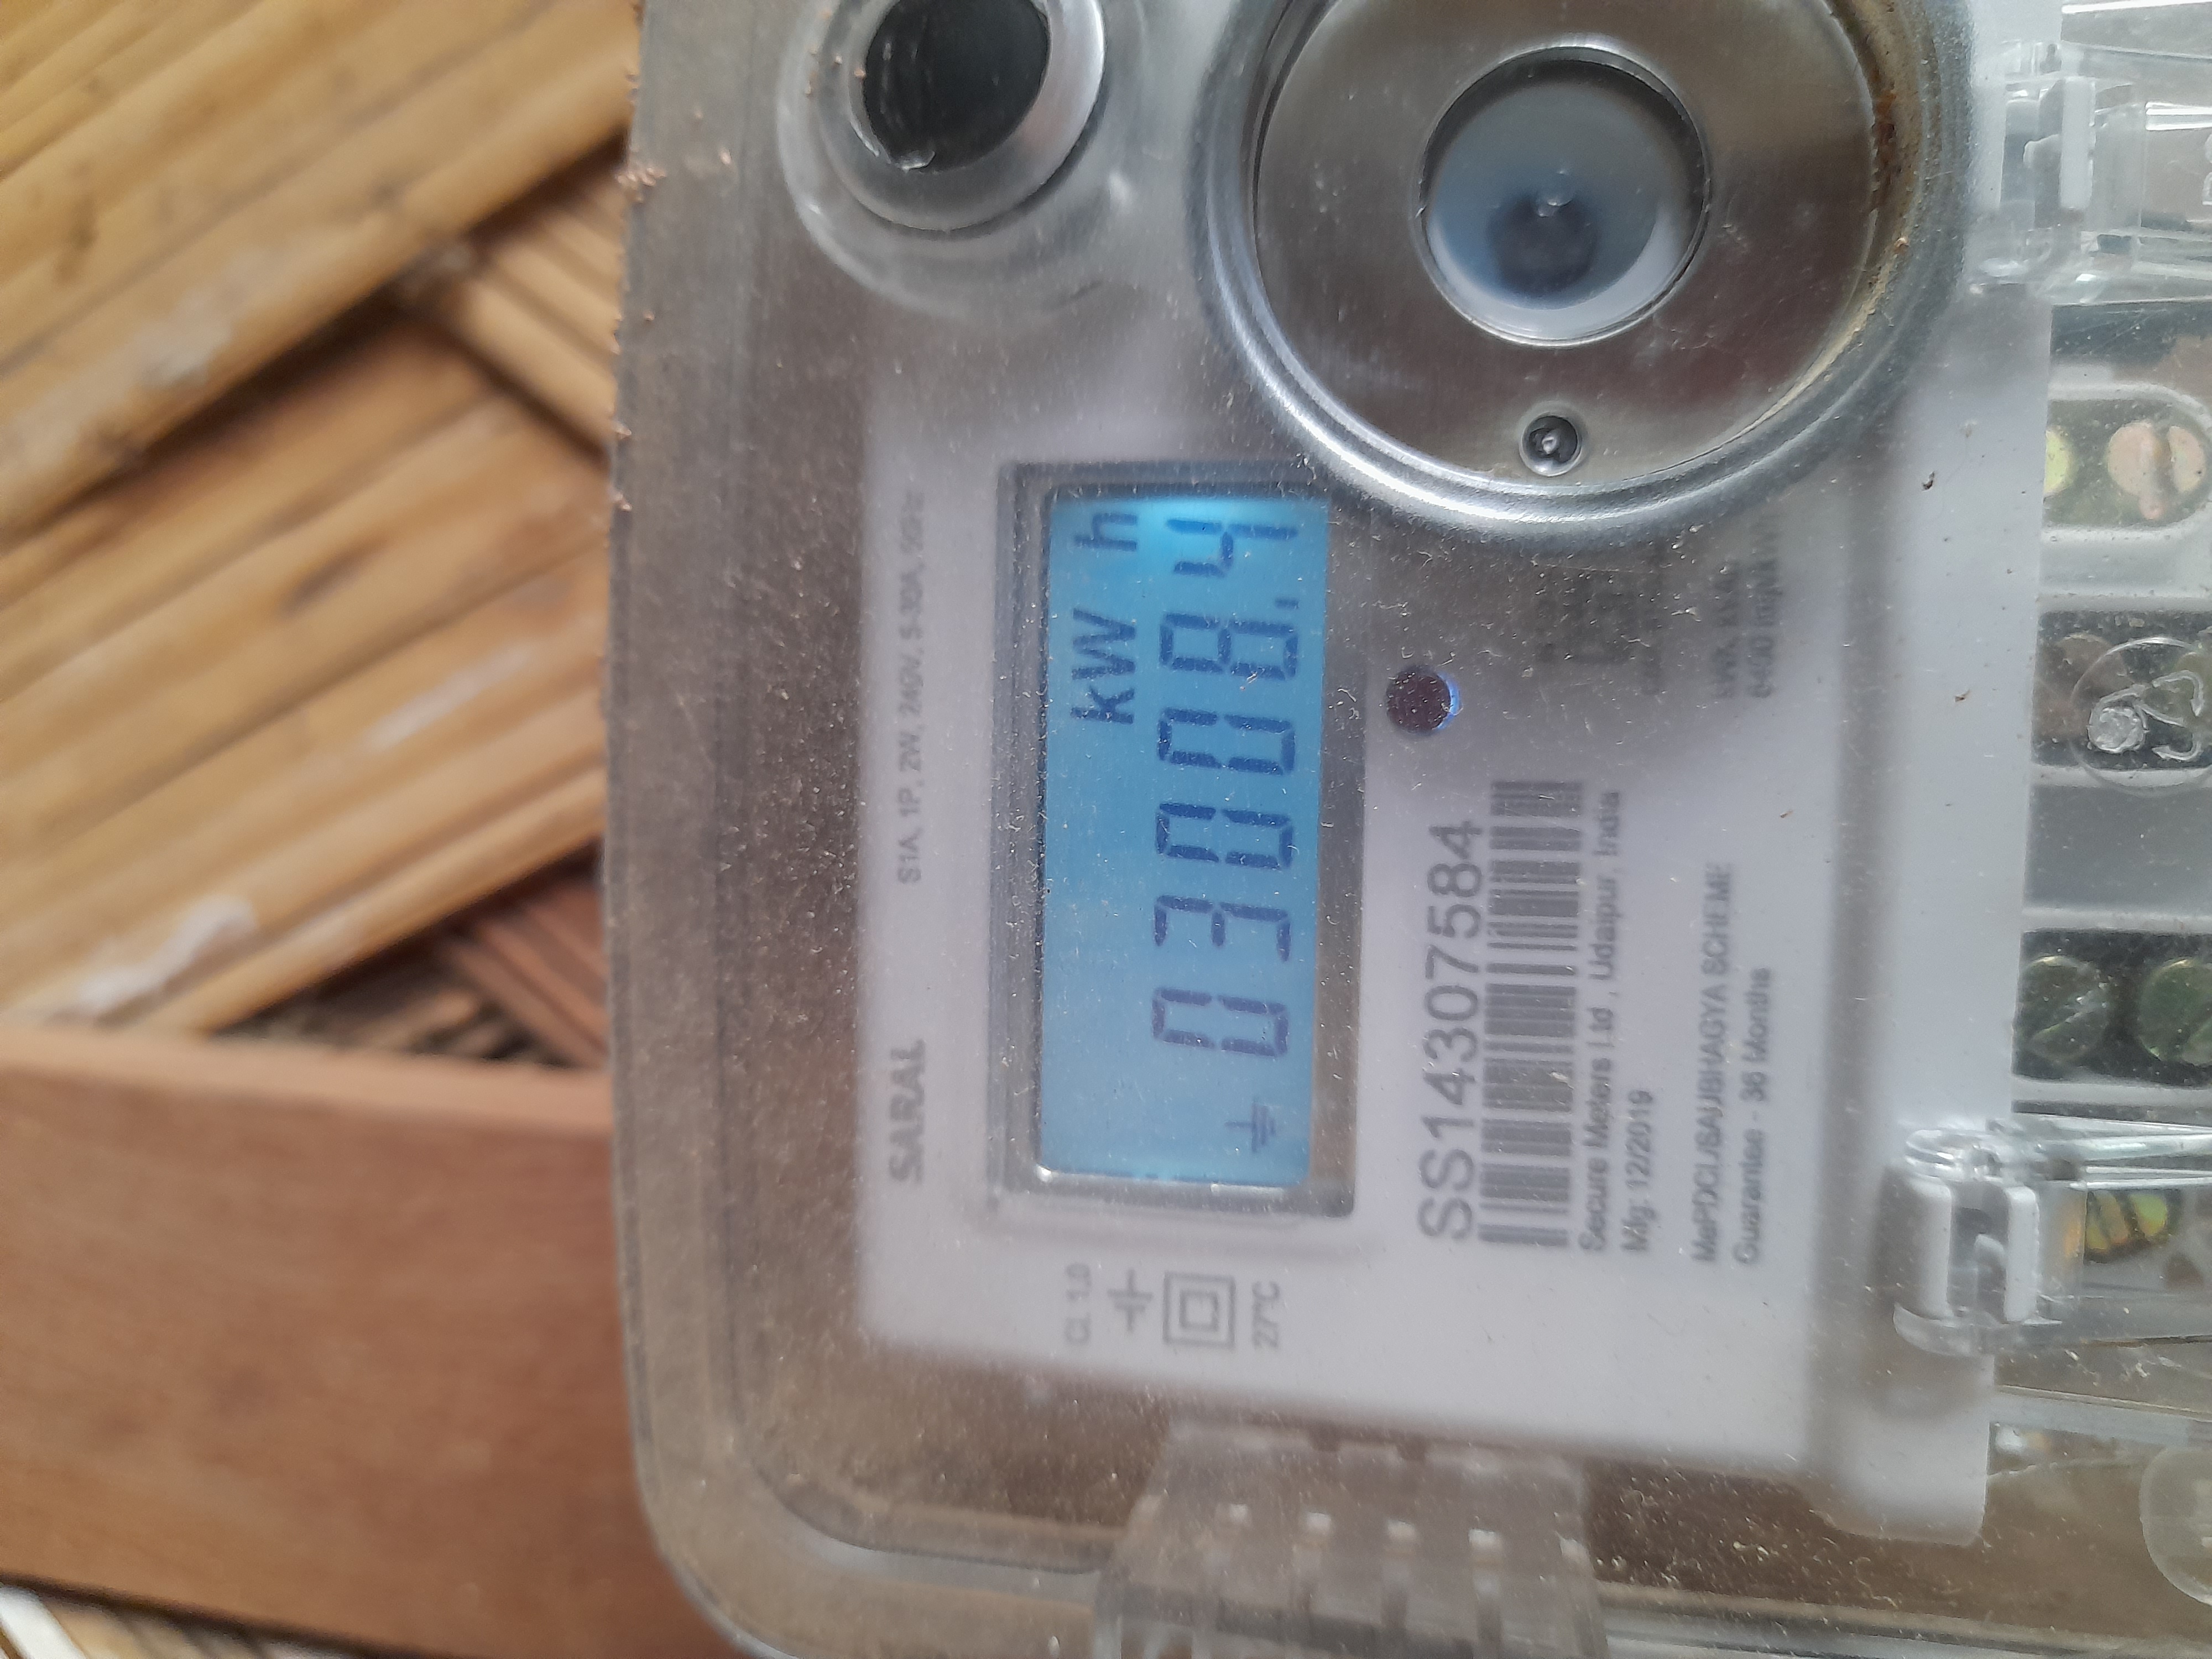 SARAL
S1A, 1P, 2W, 240V, 5-30A, 50Hz
Cl. 1.0
27°C
kW h
03008.4
SS14307584
Secure Meters Ltd., Udaipur, India
Mfg. 12/2019
MePDCL/SAUBHAGYA SCHEME
Guarantee - 36 Months